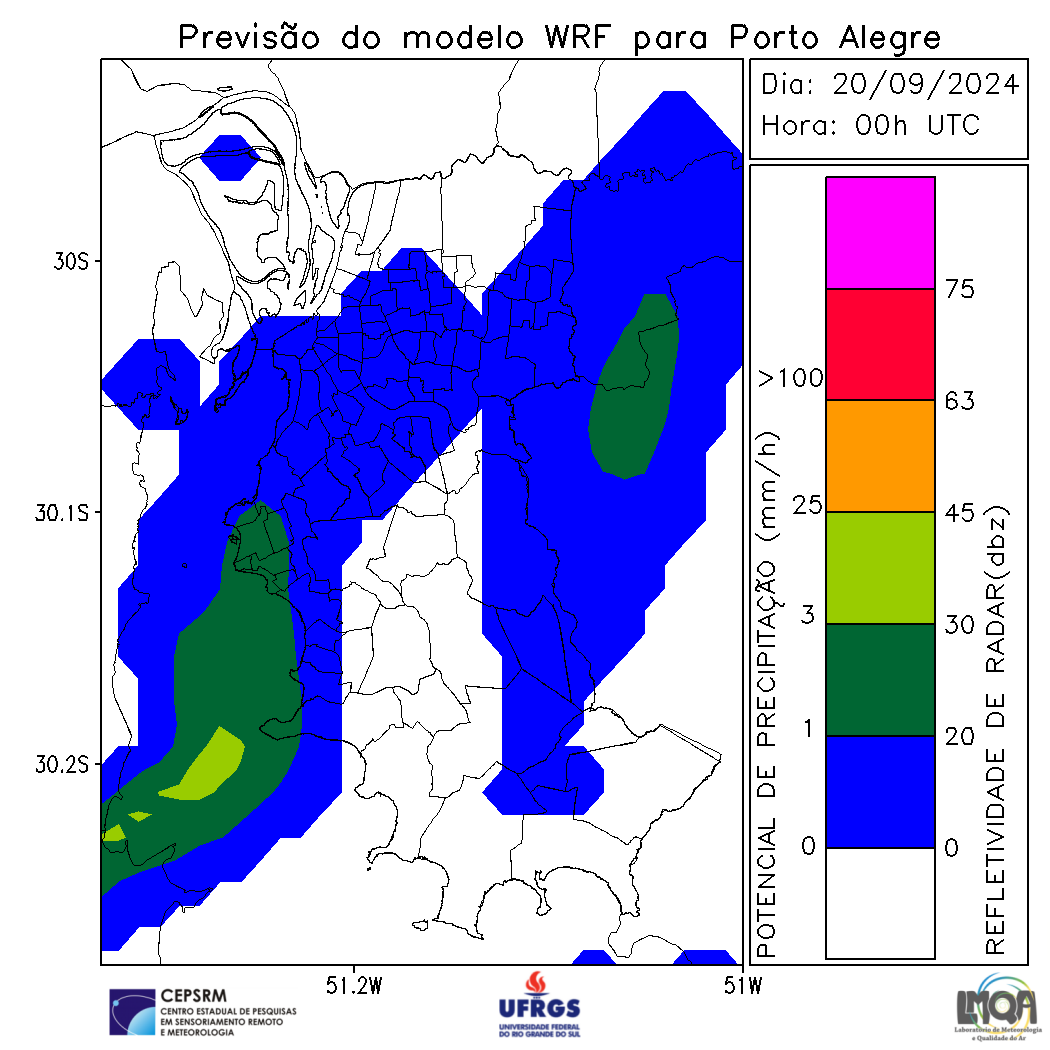 Previsão do modelo WRF para Porto Alegre
Dia: 20/09/2024
Hora: 00h UTC
30S
30.1S
30.2S
51.2W
51W
POTENCIAL DE PRECIPITAÇÃO (mm/h)
>100
25
3
1
0
75
63
45
30
20
0
REFLETIVIDADE DE RADAR(dbz)
CEPSRM
CENTRO ESTADUAL DE PESQUISAS
EM SENSORIAMENTO REMOTO
E METEOROLOGIA
UFRGS
UNIVERSIDADE FEDERAL
DO RIO GRANDE DO SUL
LMQA
Laboratório de Meteorologia
e Qualidade do Ar